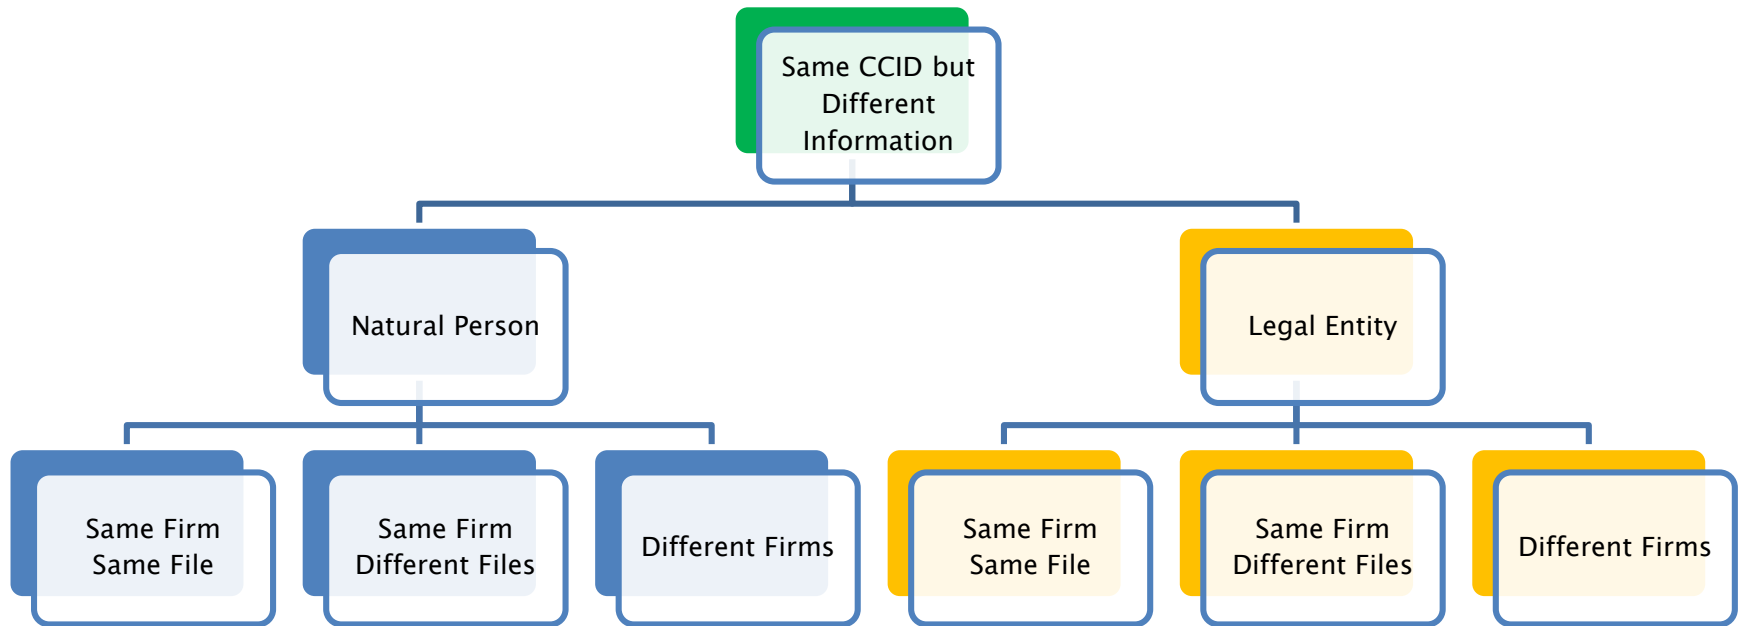 Same CCID but
Different
Information
Natural Person
Legal Entity
Same Firm
Same File
Same Firm
Different Files
Different Firms
Same Firm
Same File
Same Firm
Different Files
Different Firms